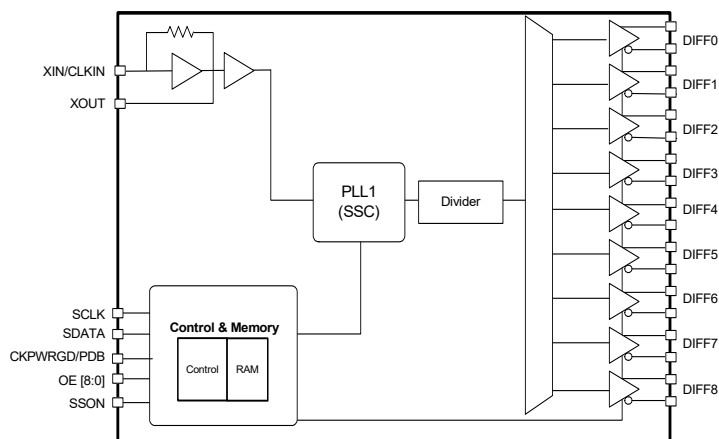 DIFF0
XIN/CLKIN
DIFF1
XOUT
DIFF2
DIFF3
PLL1
(SSC)
Divider
DIFF4
DIFF5
DIFF6
SCLK
SDATA
Control & Memory
CKPWRGD/PDB
Control
RAM
DIFF7
OE [8:0]
SSON
DIFF8